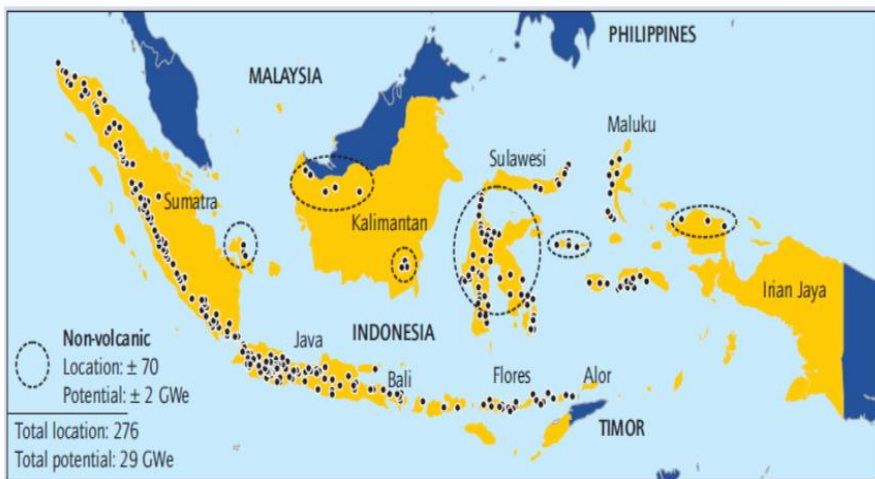 PHILIPPINES
MALAYSIA
Maluku
Sulawesi
Sumatra
Kalimantan
Irian Jaya
INDONESIA
Non-volcanic
Java
Location: ± 70
Bali
Flores
Alor
Potential: ± 2 GWe
TIMOR
Total location: 276
Total potential: 29 GWe